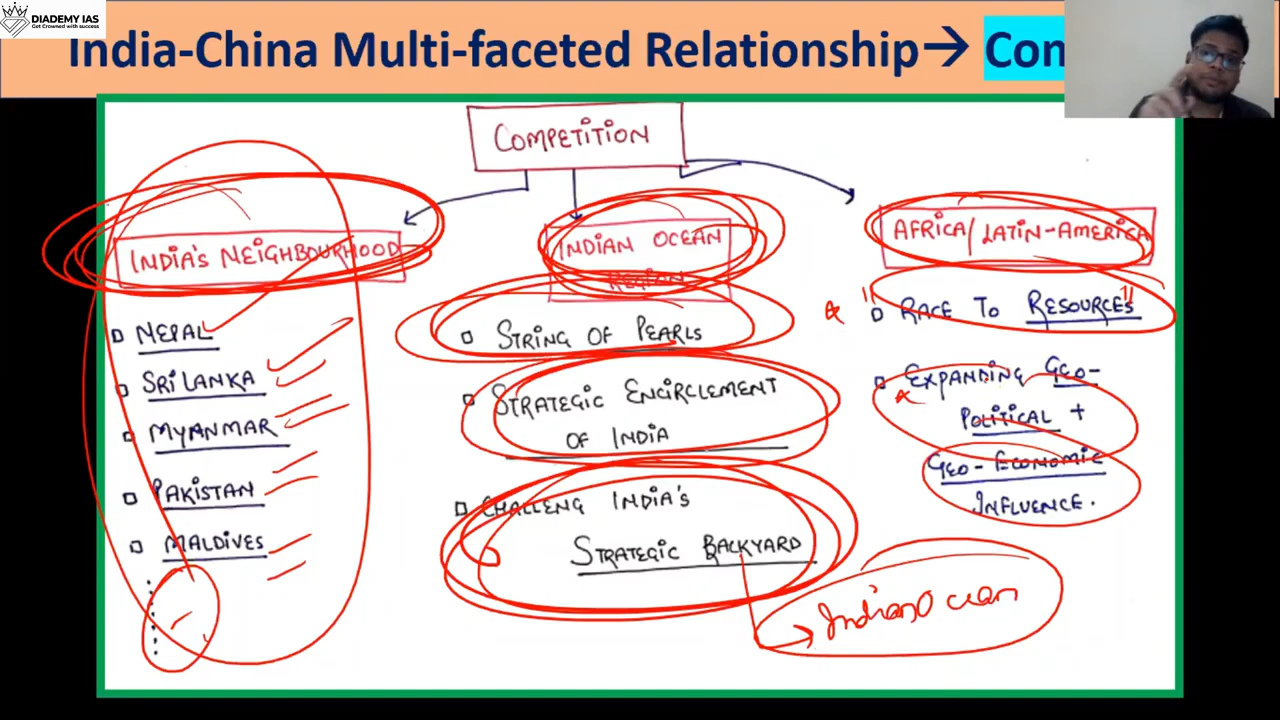 DIADEMY IAS
Get Crowned with success
India-China Multi-faceted Relationship→ Con
COMPETITION
INDIA'S NEIGHBOURHOOD
NEPAL
SRI LANKA
MYANMAR
PAKISTAN
MALDIVES
INDIAN OCEAN
REGION
STRING OF PEARLS
STRATEGIC ENCIRCLEMENT
OF INDIA
CHALLENG INDIA'S
STRATEGIC BACKYARD
Indian Ocean
AFRICA/LATIN-AMERICA
"RACE TO RESOURCES"
EXPANDING GEO-
POLITICAL +
GEO-ECONOMIC
INFLUENCE.